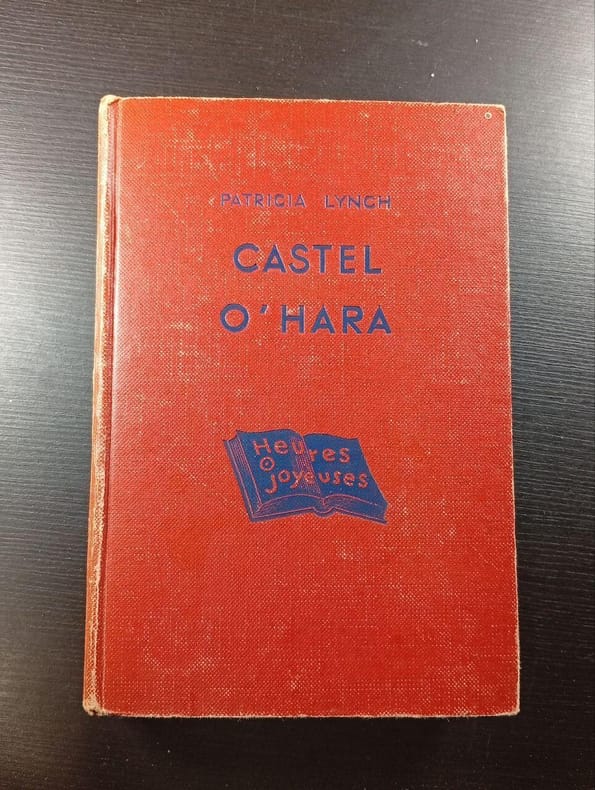 PATRICIA LYNCH
CASTEL
O'HARA
Heures
joyeuses